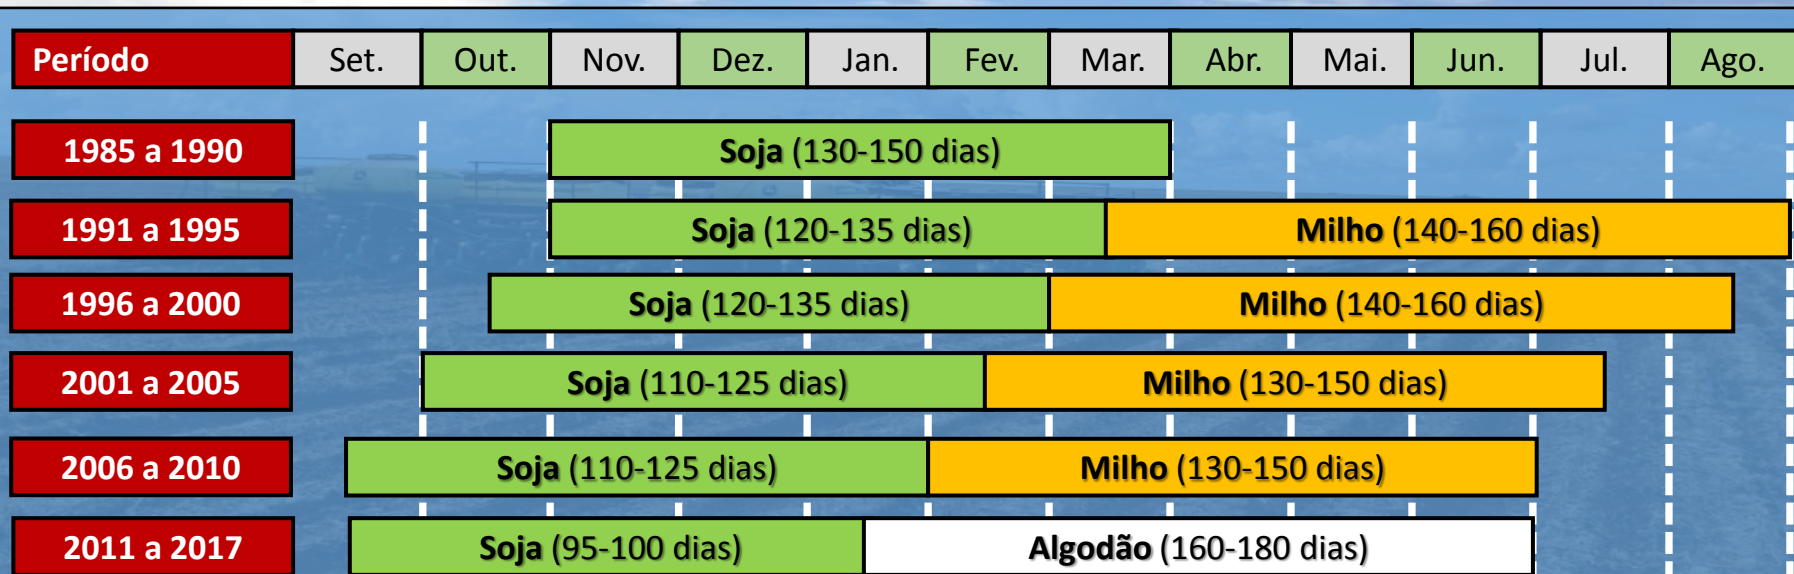 Período Set. Out. Nov. Dez. Jan. Fev. Mar. Abr. Mai. Jun. Jul. Ago.
1985 a 1990 Soja (130-150 dias)
1991 a 1995 Soja (120-135 dias) Milho (140-160 dias)
1996 a 2000 Soja (120-135 dias) Milho (140-160 dias)
2001 a 2005 Soja (110-125 dias) Milho (130-150 dias)
2006 a 2010 Soja (110-125 dias) Milho (130-150 dias)
2011 a 2017 Soja (95-100 dias) Algodão (160-180 dias)